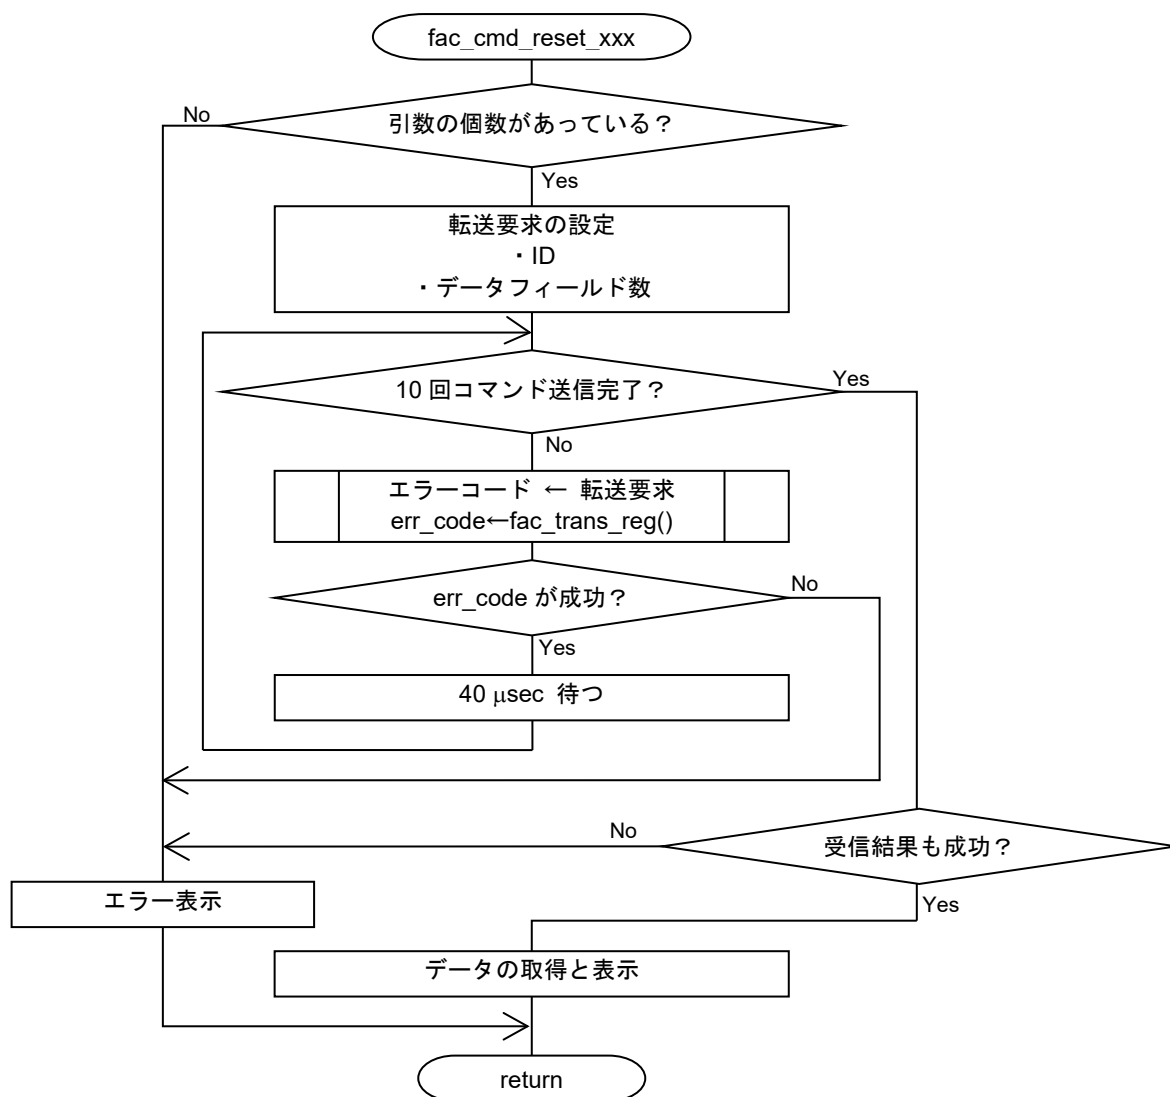 fac_cmd_reset_xxx
No
引数の個数があっている？
Yes
転送要求の設定
・ID
・データフィールド数
10 回コマンド送信完了？
Yes
No
エラーコード ← 転送要求
err_code←fac_trans_reg()
err_code が成功？
No
Yes
40 μsec 待つ
No
受信結果も成功？
Yes
エラー表示
データの取得と表示
return